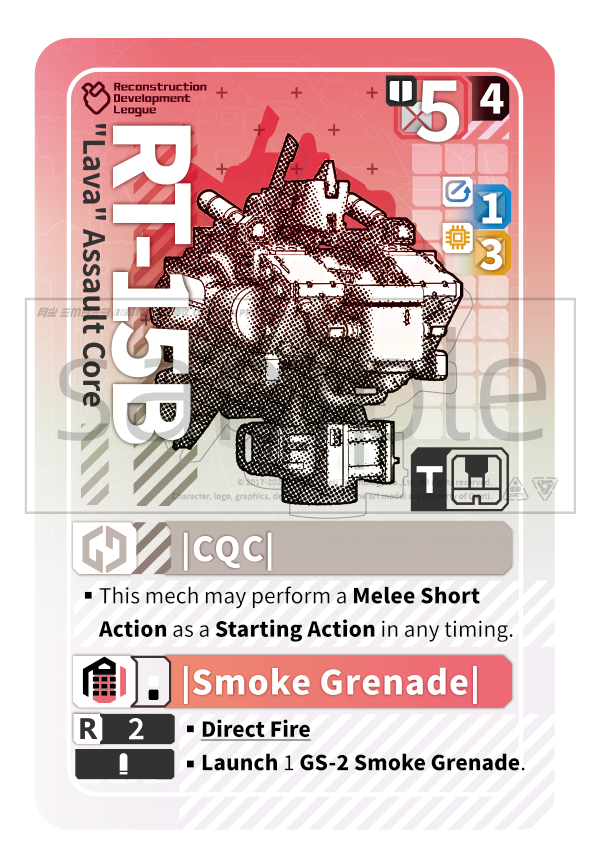 Reconstruction
Development
League
5
4
RT-15B
"Lava" Assault Core
1
3
sample
T
|CQC|
▪ This mech may perform a Melee Short
Action as a Starting Action in any timing.
|Smoke Grenade|
R 2
▪ Direct Fire
▪ Launch 1 GS-2 Smoke Grenade.